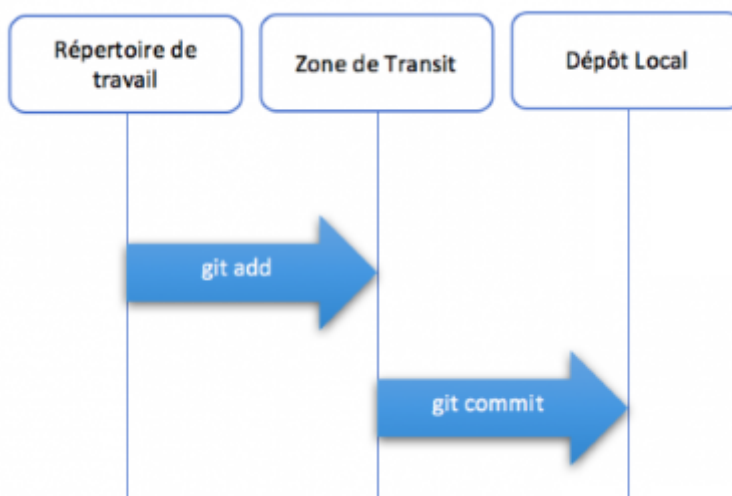 Répertoire de
travail
Zone de Transit
Dépôt Local
git add
git commit